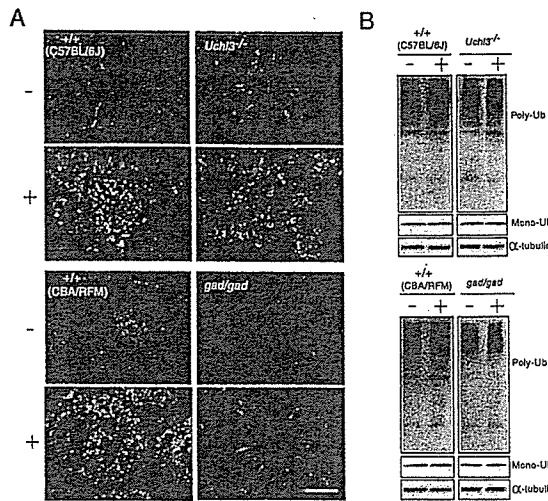 A
+/+
(C57BL/6J)
Uchl3-/-
-
+
+/+
(CBA/RFM)
gad/gad
-
+
B
+/+
(C57BL/6J)
Uchl3-/-
- + - +
Poly-Ub
Mono-Ub
α-tubulin
+/+
(CBA/RFM)
gad/gad
- + - +
Poly-Ub
Mono-Ub
α-tubulin